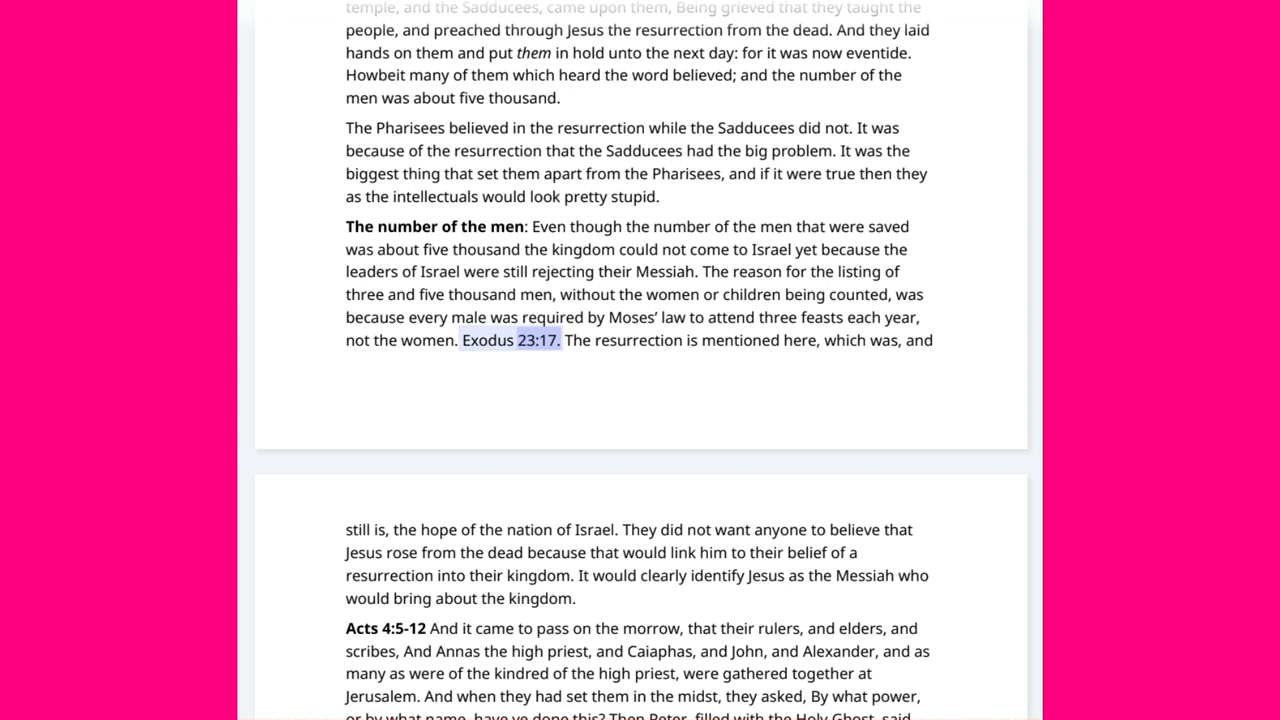 temple, and the Sadducees, came upon them, Being grieved that they taught the
people, and preached through Jesus the resurrection from the dead. And they laid
hands on them and put them in hold unto the next day: for it was now eventide.
Howbeit many of them which heard the word believed; and the number of the
men was about five thousand.
The Pharisees believed in the resurrection while the Sadducees did not. It was
because of the resurrection that the Sadducees had the big problem. It was the
biggest thing that set them apart from the Pharisees, and if it were true then they
as the intellectuals would look pretty stupid.
The number of the men: Even though the number of the men that were saved
was about five thousand the kingdom could not come to Israel yet because the
leaders of Israel were still rejecting their Messiah. The reason for the listing of
three and five thousand men, without the women or children being counted, was
because every male was required by Moses’ law to attend three feasts each year,
not the women. Exodus 23:17. The resurrection is mentioned here, which was, and
still is, the hope of the nation of Israel. They did not want anyone to believe that
Jesus rose from the dead because that would link him to their belief of a
resurrection into their kingdom. It would clearly identify Jesus as the Messiah who
would bring about the kingdom.
Acts 4:5-12 And it came to pass on the morrow, that their rulers, and elders, and
scribes, And Annas the high priest, and Caiaphas, and John, and Alexander, and as
many as were of the kindred of the high priest, were gathered together at
Jerusalem. And when they had set them in the midst, they asked, By what power,
or by what name, have ye done this? Then Peter, filled with the Holy Ghost, said